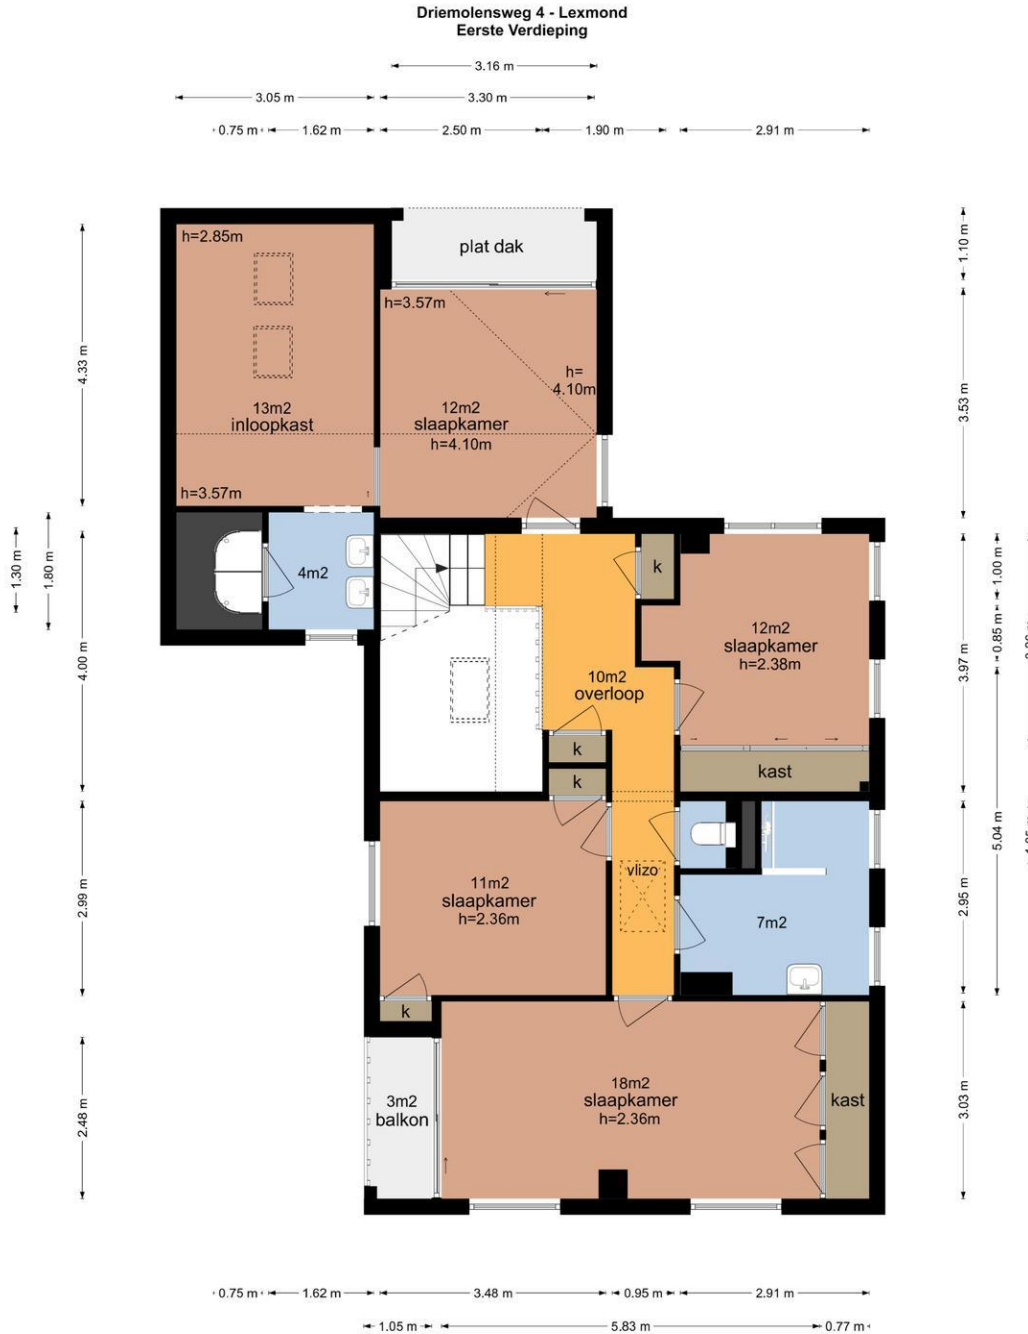 Driemolensweg 4 - Lexmond
Eerste Verdieping
3.16 m
3.05 m
3.30 m
0.75 m
1.62 m
2.50 m
1.90 m
2.91 m
h=2.85m
plat dak
1.10 m
h=3.57m
h=
4.10m
4.33 m
3.53 m
13m2
inloopkast
12m2
slaapkamer
h=4.10m
h=3.57m
1.30 m
1.80 m
4m2
k
4.00 m
12m2
slaapkamer
h=2.38m
3.97 m
1.00 m
0.85 m
10m2
overloop
k
k
kast
5.04 m
11m2
slaapkamer
h=2.36m
vlizo
7m2
2.99 m
2.95 m
k
3m2
balkon
18m2
slaapkamer
h=2.36m
kast
2.48 m
3.03 m
0.75 m
1.62 m
3.48 m
0.95 m
2.91 m
1.05 m
5.83 m
0.77 m